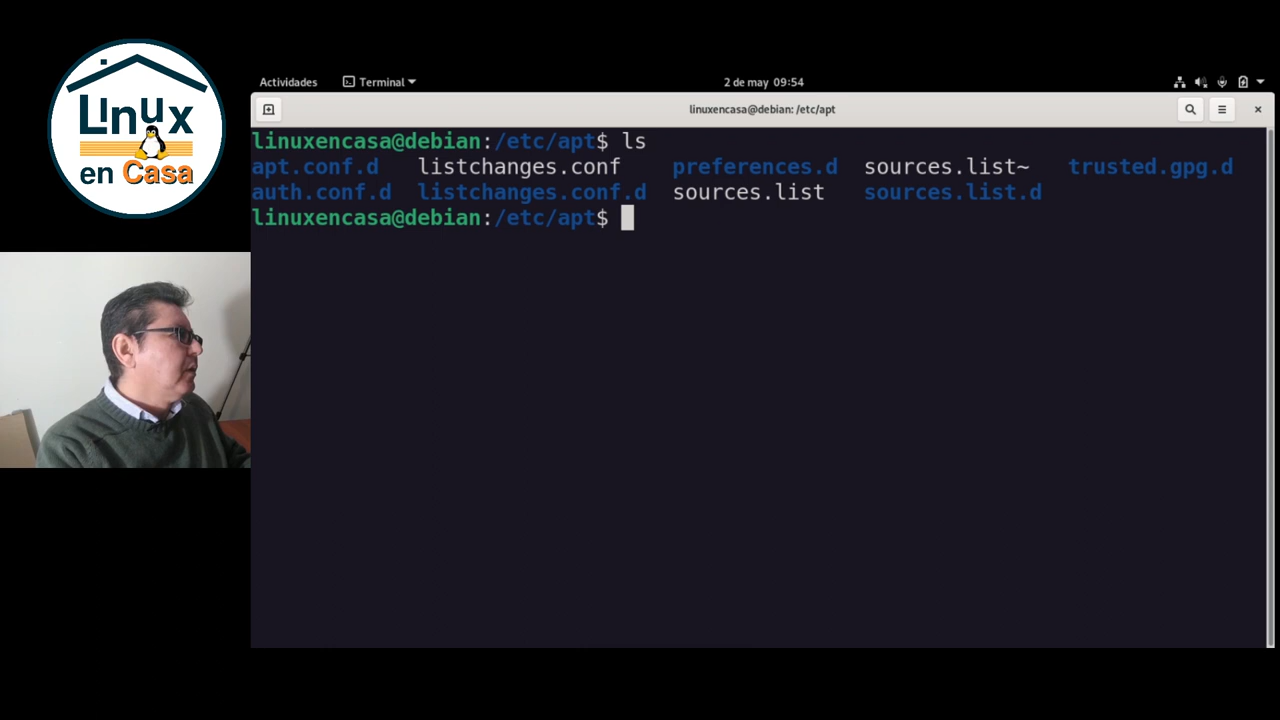 Linux
en Casa
Actividades Terminal 2 de may 09:54
linuxencasa@debian: /etc/apt
linuxencasa@debian:/etc/apt$ ls
apt.conf.d listchanges.conf preferences.d sources.list~ trusted.gpg.d
auth.conf.d listchanges.conf.d sources.list sources.list.d
linuxencasa@debian:/etc/apt$